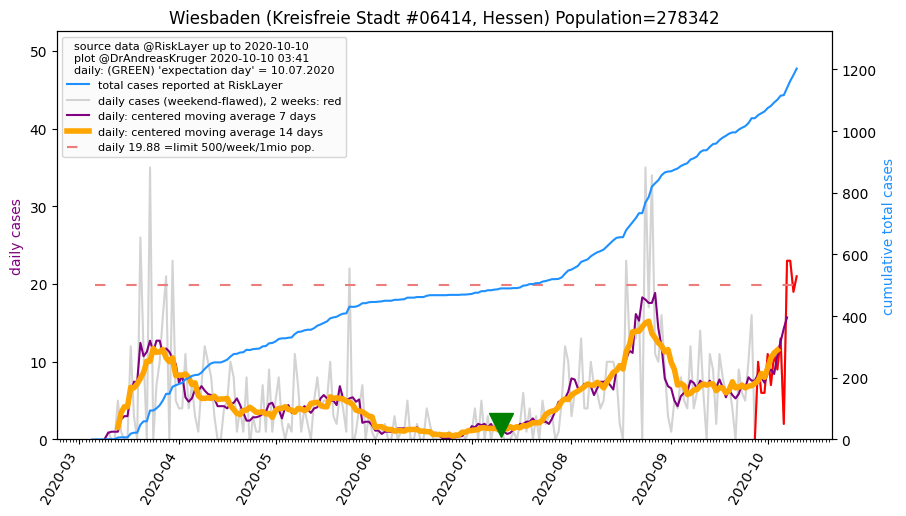 Wiesbaden (Kreisfreie Stadt #06414, Hessen) Population=278342
source data @RiskLayer up to 2020-10-10
plot @DrAndreasKruger 2020-10-10 03:41
daily: (GREEN) 'expectation day' = 10.07.2020
total cases reported at RiskLayer
daily cases (weekend-flawed), 2 weeks: red
daily: centered moving average 7 days
daily: centered moving average 14 days
daily 19.88 =limit 500/week/1mio pop.
daily cases
50
40
30
20
10
0
2020-03
2020-04
2020-05
2020-06
2020-07
2020-08
2020-09
2020-10
1200
1000
800
600
400
200
0
cumulative total cases